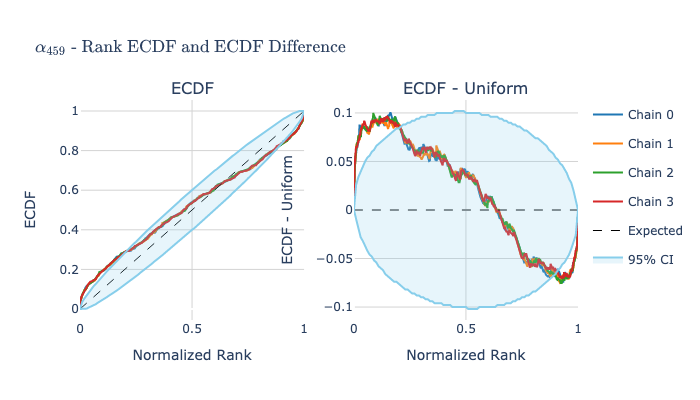 α459 - Rank ECDF and ECDF Difference
ECDF
ECDF - Uniform
1
0.8
0.6
0.4
0.2
0
0
0.5
1
ECDF
Normalized Rank
0.1
0.05
0
−0.05
−0.1
0
0.5
1
ECDF - Uniform
Normalized Rank
Chain 0
Chain 1
Chain 2
Chain 3
Expected
95% CI